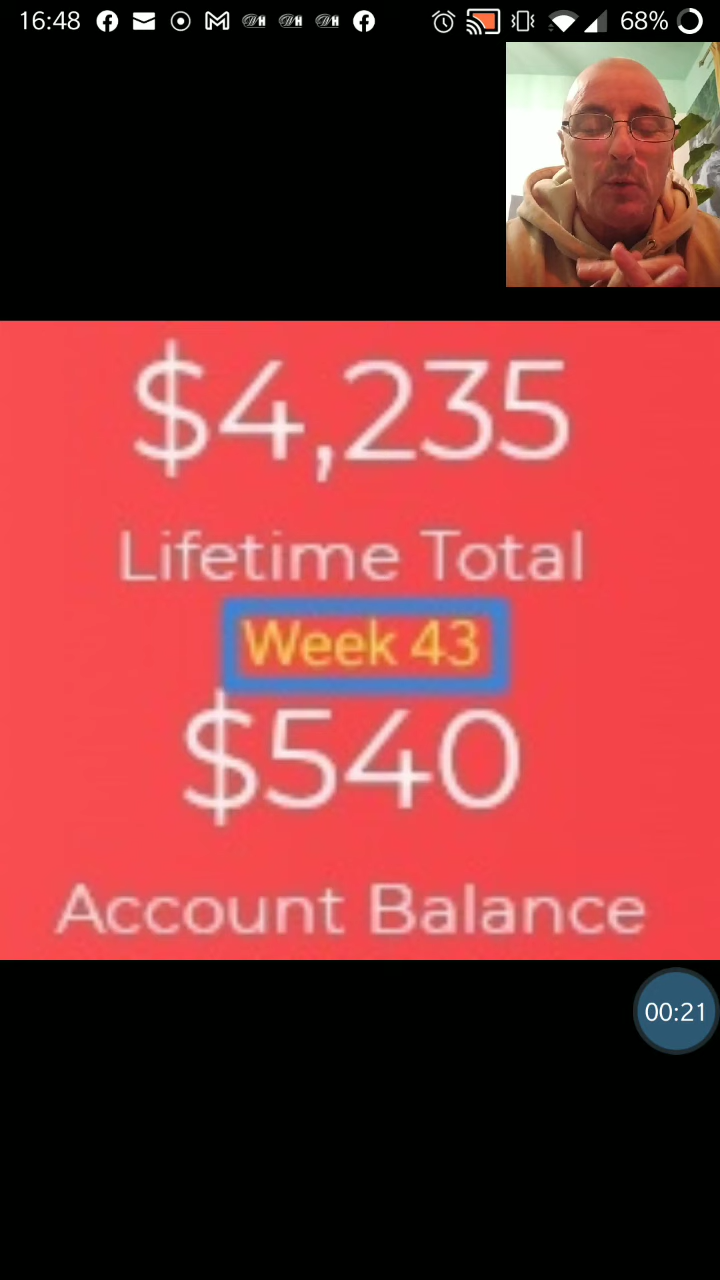 16:48
68%
$4,235
Lifetime Total
Week 43
$540
Account Balance
00:21